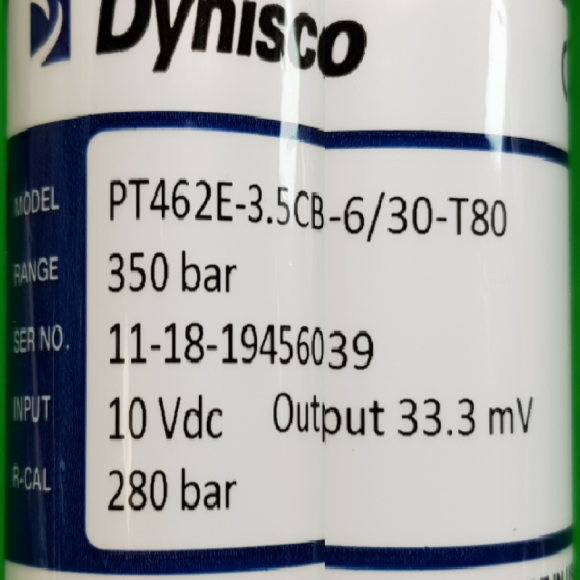 Dynisco
MODEL PT462E-3.5CB-6/30-T80
RANGE 350 bar
SER NO. 11-18-19456039
INPUT 10 Vdc Output 33.3 mV
R-CAL 280 bar